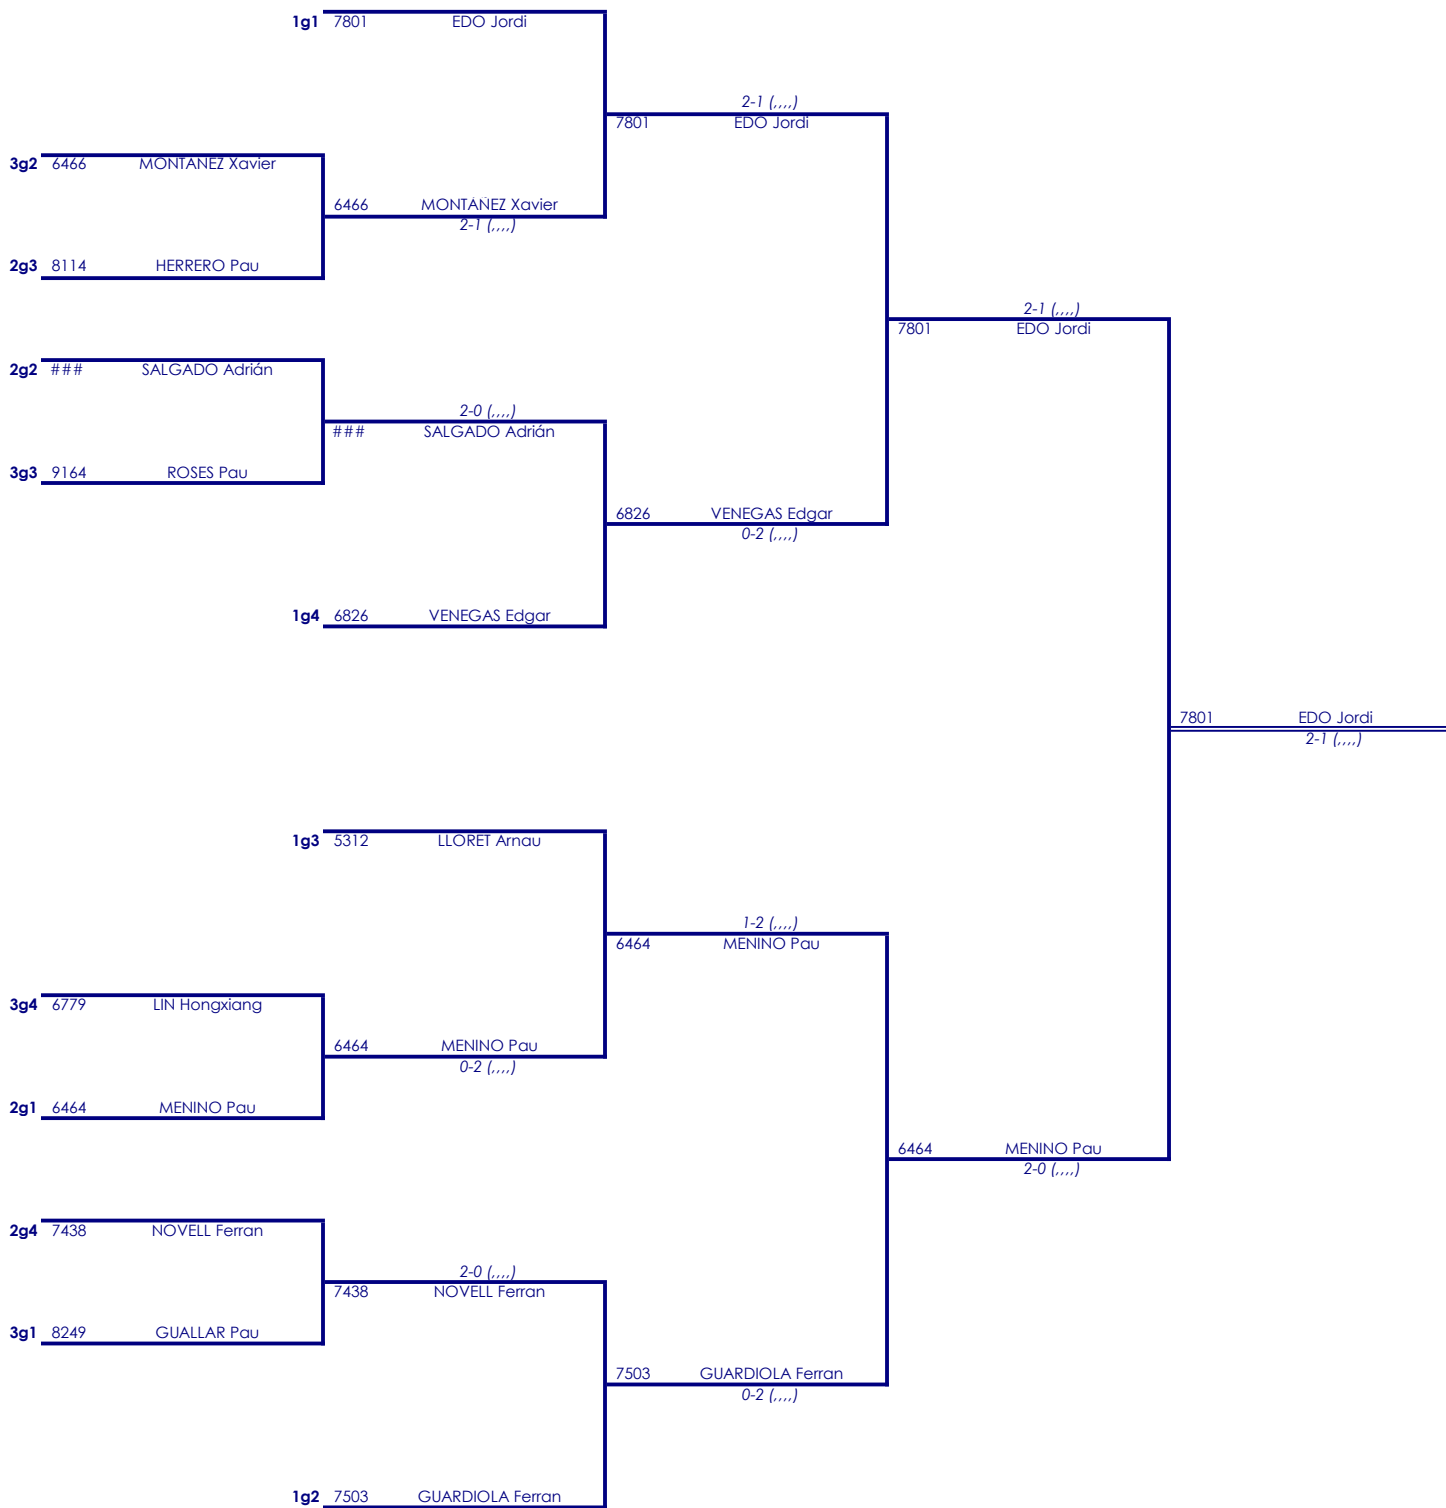 1g1 7801 EDO Jordi
2-1 (,,,,)
7801 EDO Jordi
3g2 6466 MONTAÑEZ Xavier
6466 MONTAÑEZ Xavier
2-1 (,,,,)
2g3 8114 HERRERO Pau
2-1 (,,,,)
7801 EDO Jordi
2g2 ### SALGADO Adrián
2-0 (,,,,)
### SALGADO Adrián
3g3 9164 ROSES Pau
6826 VENEGAS Edgar
0-2 (,,,,)
1g4 6826 VENEGAS Edgar
7801 EDO Jordi
2-1 (,,,,)
1g3 5312 LLORET Arnau
1-2 (,,,,)
6464 MENINO Pau
3g4 6779 LIN Hongxiang
6464 MENINO Pau
0-2 (,,,,)
2g1 6464 MENINO Pau
6464 MENINO Pau
2-0 (,,,,)
2g4 7438 NOVELL Ferran
2-0 (,,,,)
7438 NOVELL Ferran
3g1 8249 GUALLAR Pau
7503 GUARDIOLA Ferran
0-2 (,,,,)
1g2 7503 GUARDIOLA Ferran